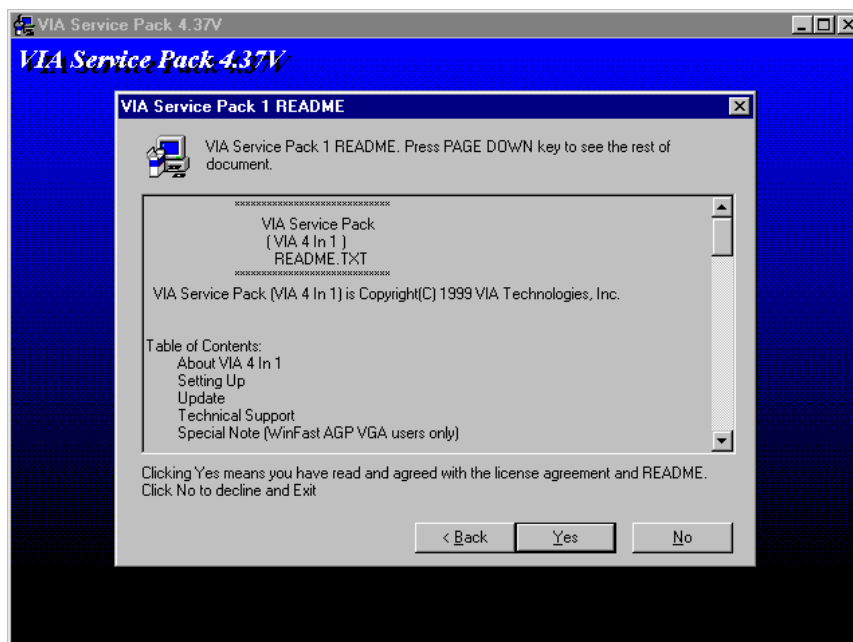 VIA Service Pack 4.37V
VIA Service Pack 4.37V
VIA Service Pack 1 README
VIA Service Pack 1 README. Press PAGE DOWN key to see the rest of
document.
VIA Service Pack
( VIA 4 In 1 )
README.TXT
VIA Service Pack (VIA 4 In 1) is Copyright(C) 1999 VIA Technologies, Inc.
Table of Contents:
About VIA 4 In 1
Setting Up
Update
Technical Support
Special Note (WinFast AGP VGA users only)
Clicking Yes means you have read and agreed with the license agreement and README.
Click No to decline and Exit
< Back
Yes
No